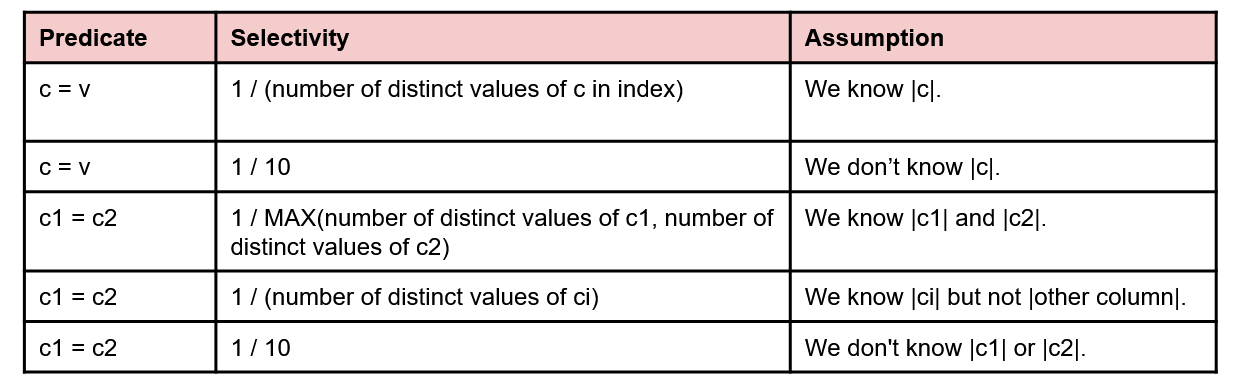 Predicate Selectivity Assumption
c = v 1 / (number of distinct values of c in index) We know |c|.
c = v 1 / 10 We don’t know |c|.
c1 = c2 1 / MAX(number of distinct values of c1, number of We know |c1| and |c2|.
distinct values of c2)
c1 = c2 1 / (number of distinct values of ci) We know |ci| but not |other column|.
c1 = c2 1 / 10 We don't know |c1| or |c2|.